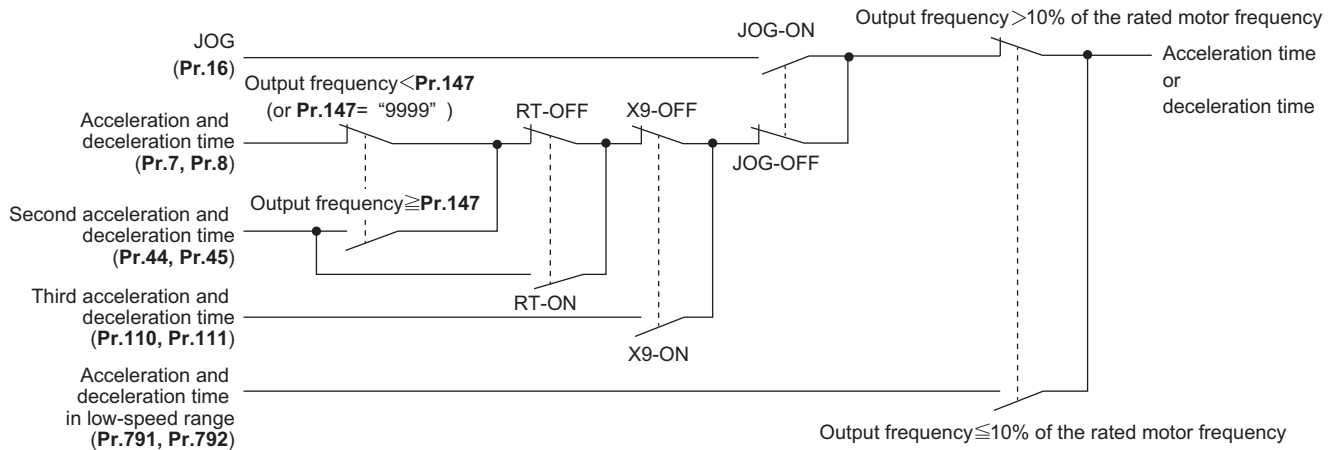 Output frequency＞10% of the rated motor frequency
JOG
(Pr.16)
JOG-ON
Acceleration time
or
deceleration time
Output frequency＜Pr.147
(or Pr.147= “9999” )
RT-OFF
X9-OFF
Acceleration and
deceleration time
(Pr.7, Pr.8)
JOG-OFF
Output frequency≧Pr.147
Second acceleration and
deceleration time
(Pr.44, Pr.45)
RT-ON
Third acceleration and
deceleration time
(Pr.110, Pr.111)
X9-ON
Acceleration and
deceleration time
in low-speed range
(Pr.791, Pr.792)
Output frequency≦10% of the rated motor frequency